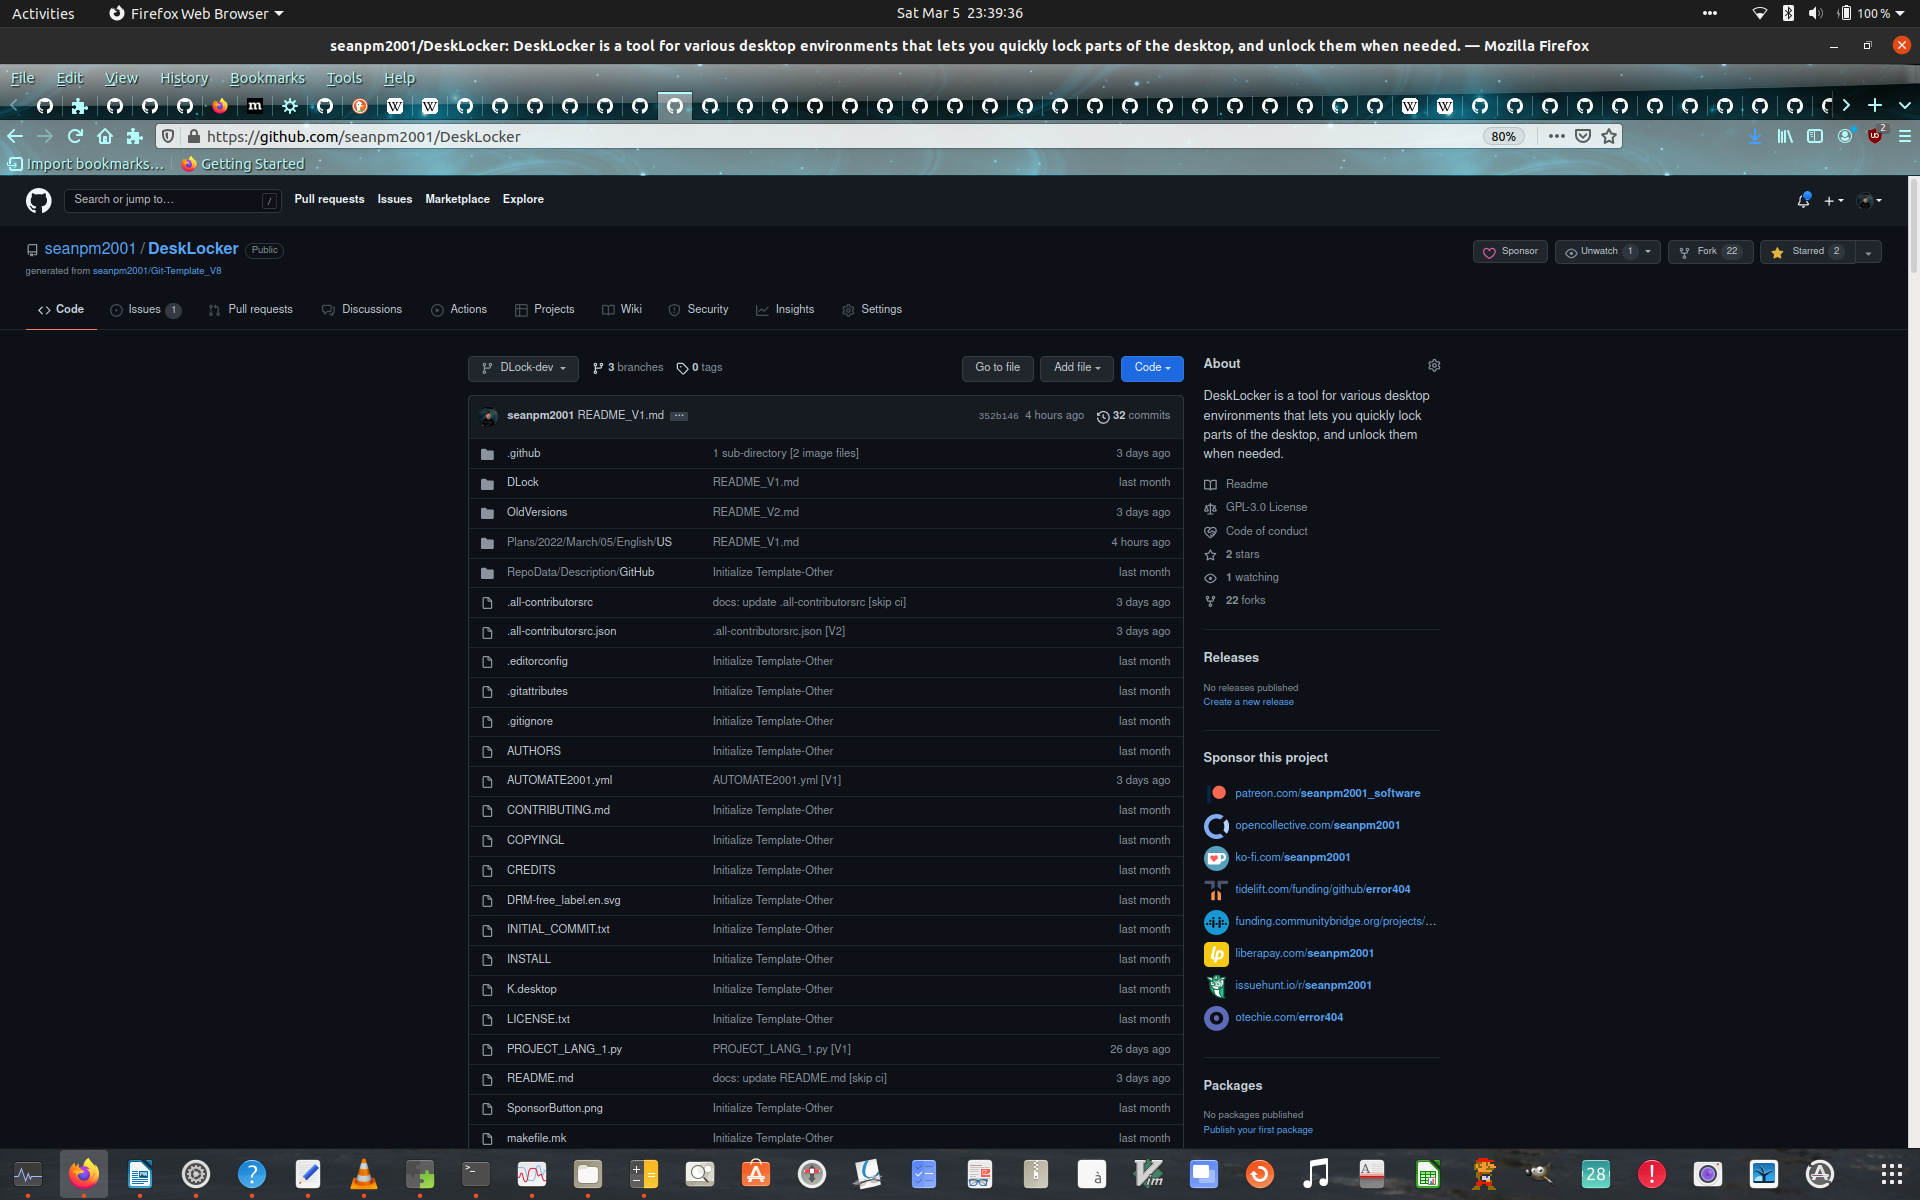 Activities Firefox Web Browser Sat Mar 5 23:39:36 100 %
seanpm2001/DeskLocker: DeskLocker is a tool for various desktop environments that lets you quickly lock parts of the desktop, and unlock them when needed. — Mozilla Firefox
File Edit View History Bookmarks Tools Help
https://github.com/seanpm2001/DeskLocker 80% 2
Import bookmarks... Getting Started
Search or jump to... / Pull requests Issues Marketplace Explore
seanpm2001 / DeskLocker Public Sponsor Unwatch 1 Fork 22 Starred 2
generated from seanpm2001/Git-Template_V8
Code Issues 1 Pull requests Discussions Actions Projects Wiki Security Insights Settings
DLock-dev 3 branches 0 tags Go to file Add file Code
seanpm2001 README_V1.md ... 352b146 4 hours ago 32 commits
.github 1 sub-directory [2 image files] 3 days ago
DLock README_V1.md last month
OldVersions README_V2.md 3 days ago
Plans/2022/March/05/English/US README_V1.md 4 hours ago
RepoData/Description/GitHub Initialize Template-Other last month
.all-contributorsrc docs: update .all-contributorsrc [skip ci] 3 days ago
.all-contributorsrc.json .all-contributorsrc.json [V2] 3 days ago
.editorconfig Initialize Template-Other last month
.gitattributes Initialize Template-Other last month
.gitignore Initialize Template-Other last month
AUTHORS Initialize Template-Other last month
AUTOMATE2001.yml AUTOMATE2001.yml [V1] 3 days ago
CONTRIBUTING.md Initialize Template-Other last month
COPYINGL Initialize Template-Other last month
CREDITS Initialize Template-Other last month
DRM-free_label.en.svg Initialize Template-Other last month
INITIAL_COMMIT.txt Initialize Template-Other last month
INSTALL Initialize Template-Other last month
K.desktop Initialize Template-Other last month
LICENSE.txt Initialize Template-Other last month
PROJECT_LANG_1.py PROJECT_LANG_1.py [V1] 26 days ago
README.md docs: update README.md [skip ci] 3 days ago
SponsorButton.png Initialize Template-Other last month
makefile.mk Initialize Template-Other last month
About
DeskLocker is a tool for various desktop
environments that lets you quickly lock
parts of the desktop, and unlock them
when needed.
Readme
GPL-3.0 License
Code of conduct
2 stars
1 watching
22 forks
Releases
No releases published
Create a new release
Sponsor this project
patreon.com/seanpm2001_software
opencollective.com/seanpm2001
ko-fi.com/seanpm2001
tidelift.com/funding/github/error404
funding.communitybridge.org/projects/...
lp liberapay.com/seanpm2001
issuehunt.io/r/seanpm2001
otechie.com/error404
Packages
No packages published
Publish your first package
28